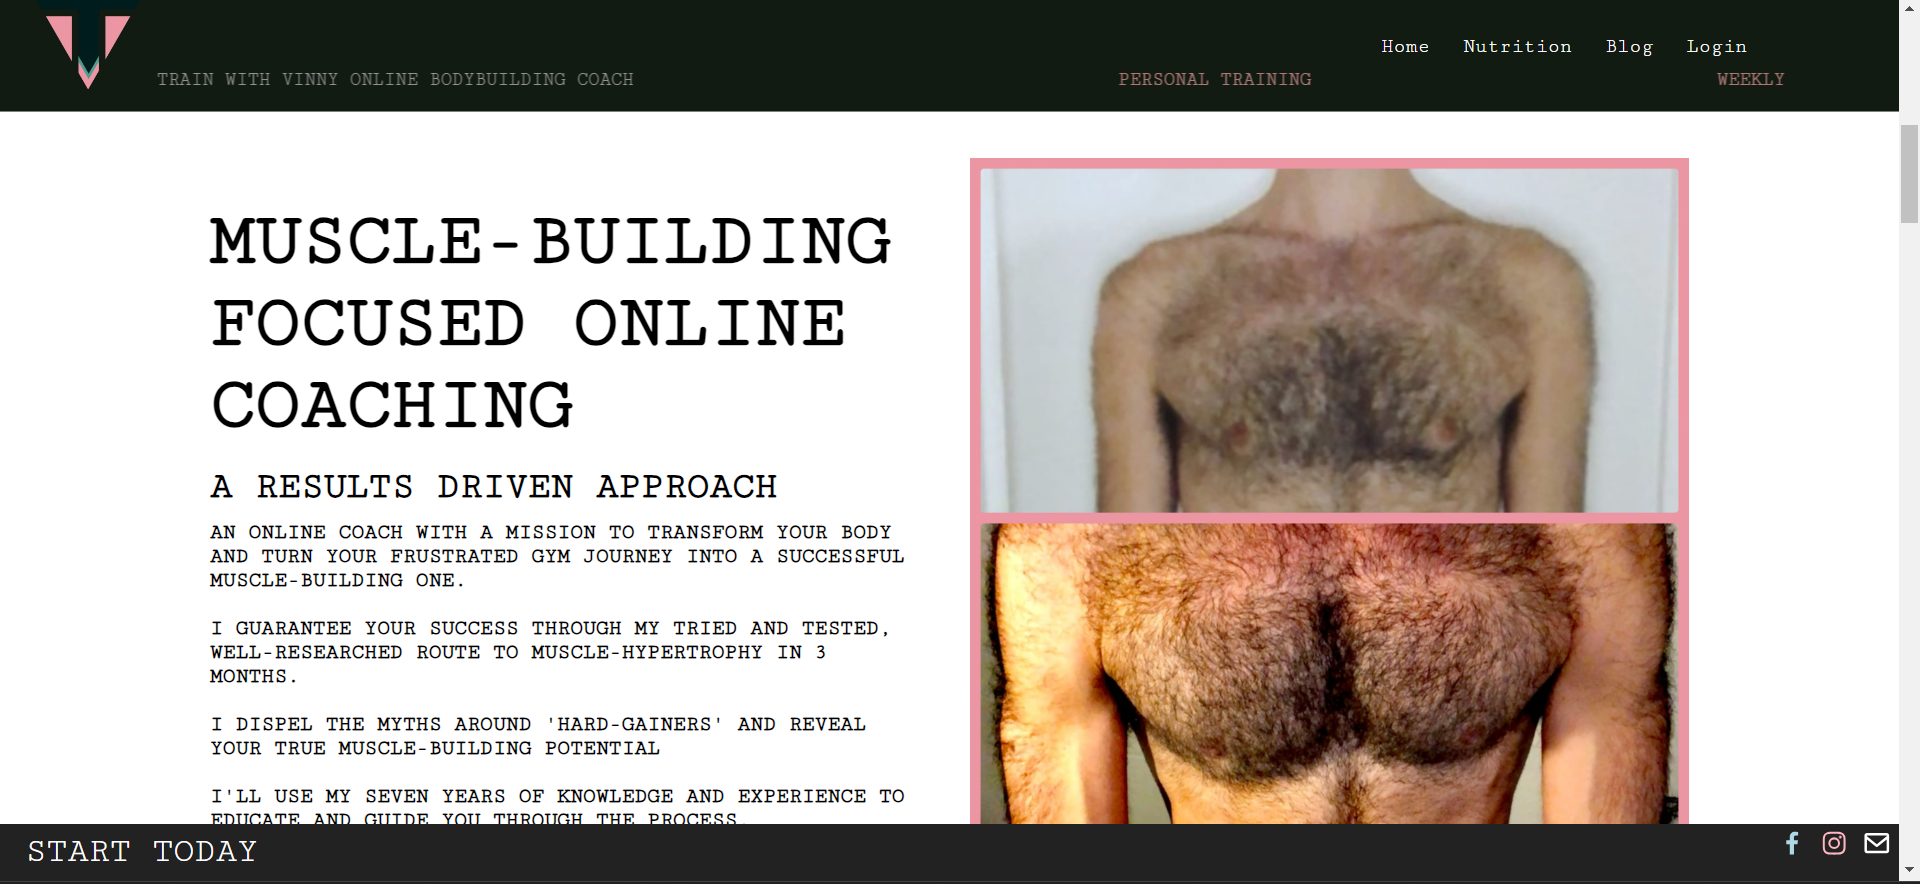 Home Nutrition Blog Login
TRAIN WITH VINNY ONLINE BODYBUILDING COACH PERSONAL TRAINING WEEKLY
MUSCLE-BUILDING
FOCUSED ONLINE
COACHING
A RESULTS DRIVEN APPROACH
AN ONLINE COACH WITH A MISSION TO TRANSFORM YOUR BODY
AND TURN YOUR FRUSTRATED GYM JOURNEY INTO A SUCCESSFUL
MUSCLE-BUILDING ONE.
I GUARANTEE YOUR SUCCESS THROUGH MY TRIED AND TESTED,
WELL-RESEARCHED ROUTE TO MUSCLE-HYPERTROPHY IN 3
MONTHS.
I DISPEL THE MYTHS AROUND 'HARD-GAINERS' AND REVEAL
YOUR TRUE MUSCLE-BUILDING POTENTIAL
I'LL USE MY SEVEN YEARS OF KNOWLEDGE AND EXPERIENCE TO
EDUCATE AND GUIDE YOU THROUGH THE PROCESS.
START TODAY